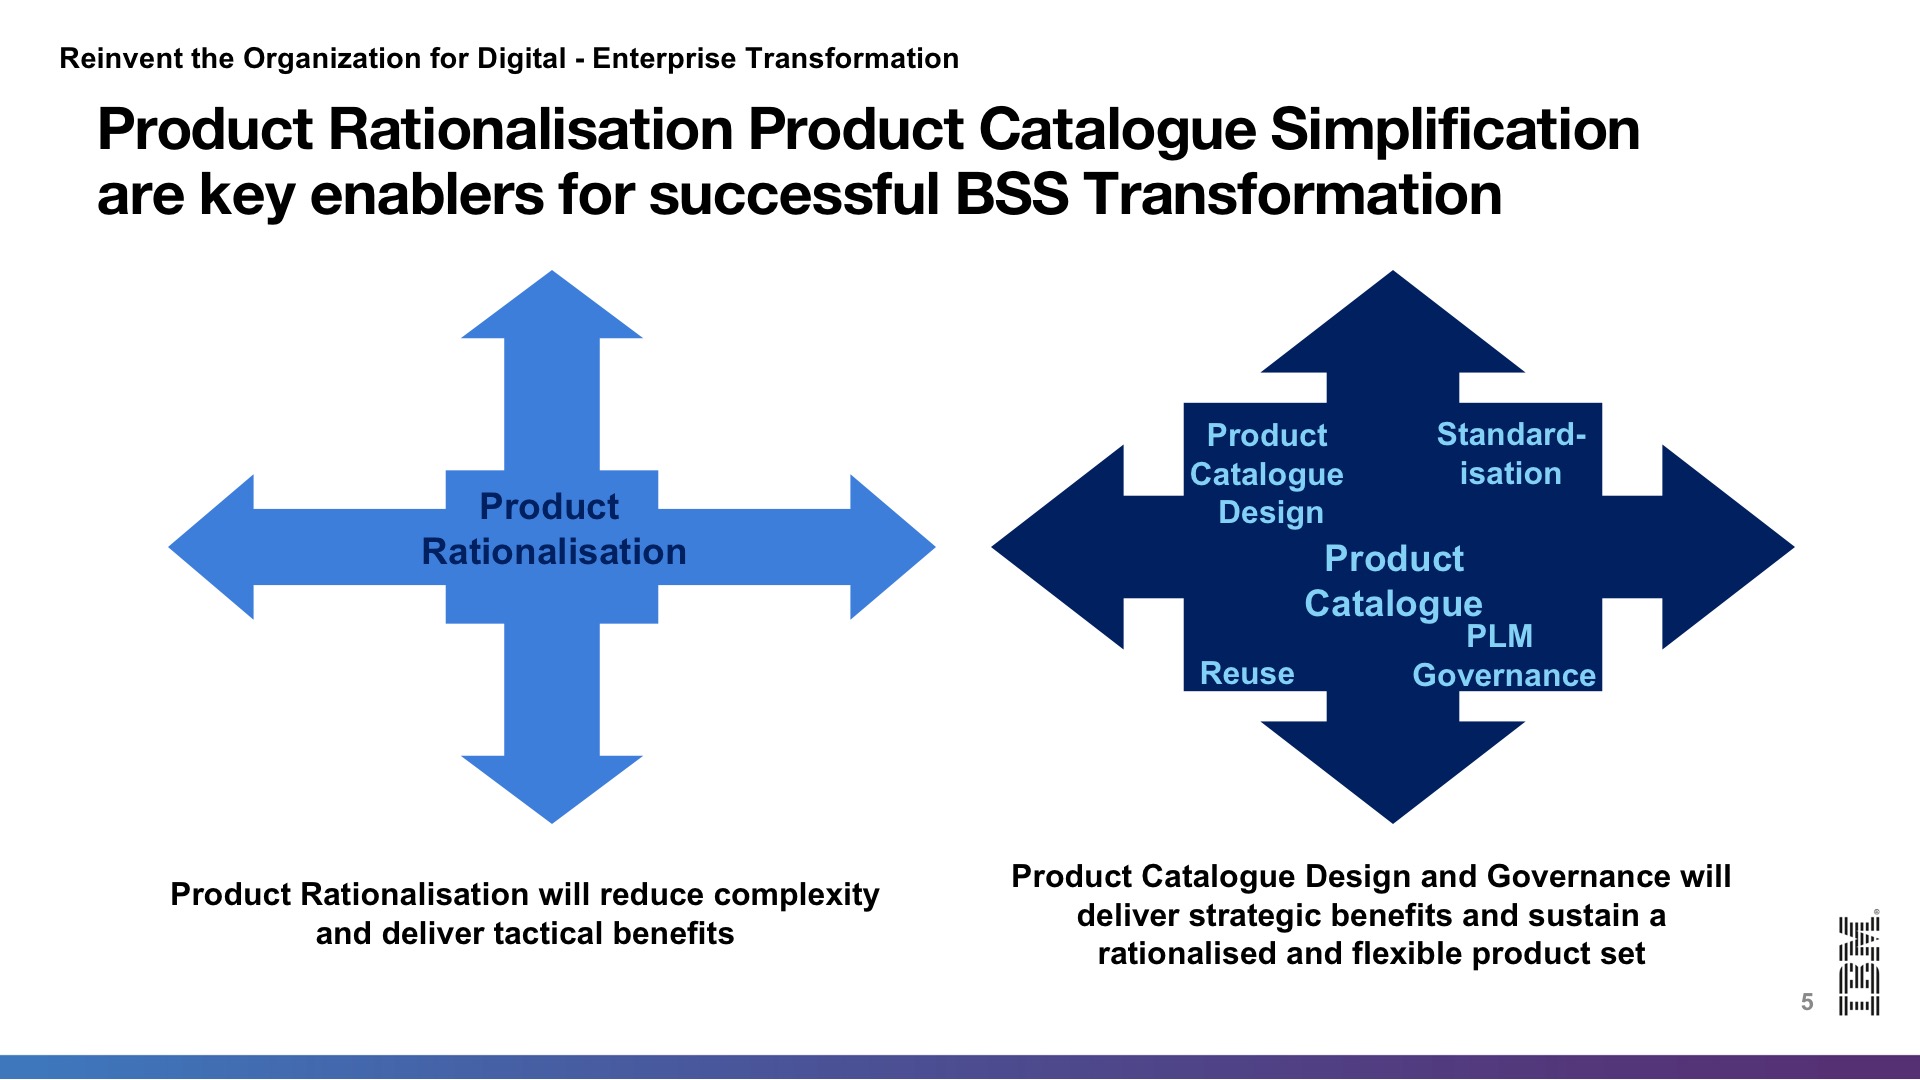 Reinvent the Organization for Digital - Enterprise Transformation
Product Rationalisation Product Catalogue Simplification
are key enablers for successful BSS Transformation
Product
Rationalisation
Product
Catalogue
Design
Standard-
isation
Product
Catalogue
Reuse
PLM
Governance
Product Rationalisation will reduce complexity
and deliver tactical benefits
Product Catalogue Design and Governance will
deliver strategic benefits and sustain a
rationalised and flexible product set
5
IBM®